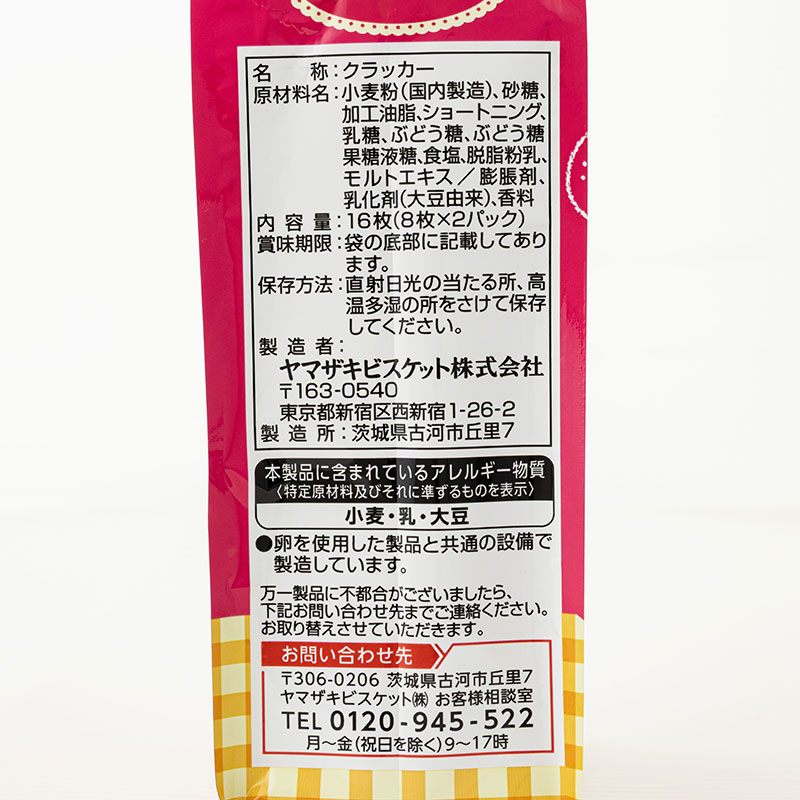 名称:クラッカー
原材料名:小麦粉(国内製造)、砂糖、
加工油脂、ショートニング、
乳糖、ぶどう糖、ぶどう糖
果糖液糖、食塩、脱脂粉乳、
モルトエキス/膨脹剤、
乳化剤(大豆由来)、香料
内容量:16枚(8枚×2パック)
賞味期限:袋の底部に記載してあり
ます。
保存方法:直射日光の当たる所、高
温多湿の所をさけて保存
してください。
製造者:
ヤマザキビスケット株式会社
〒163-0540
東京都新宿区西新宿1-26-2
製造所:茨城県古河市丘里7
本製品に含まれているアレルギー物質
〈特定原材料及びそれに準ずるものを表示〉
小麦・乳・大豆
●卵を使用した製品と共通の設備で
製造しています。
万一製品に不都合がございましたら、
下記お問い合わせ先までご連絡ください。
お取り替えさせていただきます。
お問い合わせ先
〒306-0206 茨城県古河市丘里7
ヤマザキビスケット㈱ お客様相談室
TEL 0120-945-522
月〜金(祝日を除く)9〜17時